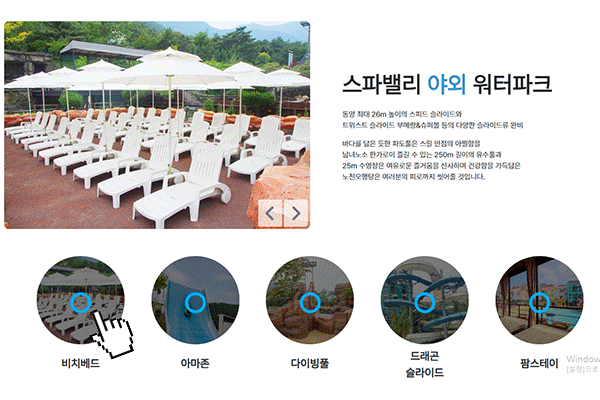 스파밸리 야외 워터파크
동양 최대 26m 높이의 스피드 슬라이드와
트위스트 슬라이드 부메랑&슈퍼볼 등의 다양한 슬라이드류 완비
바다를 닮은 듯한 파도풀은 스릴 만점의 야릴함을
남녀노소 한가로이 즐길 수 있는 250m 길이의 유수풀과
25m 수영장은 여유로운 즐거움을 선사하며 건강함을 가득담은
노천오행탕은 여러분의 피로까지 씻어줄 것입니다.
비치베드
아마존
다이빙풀
드래곤
슬라이드
팜스테이
Window
[설정]으로